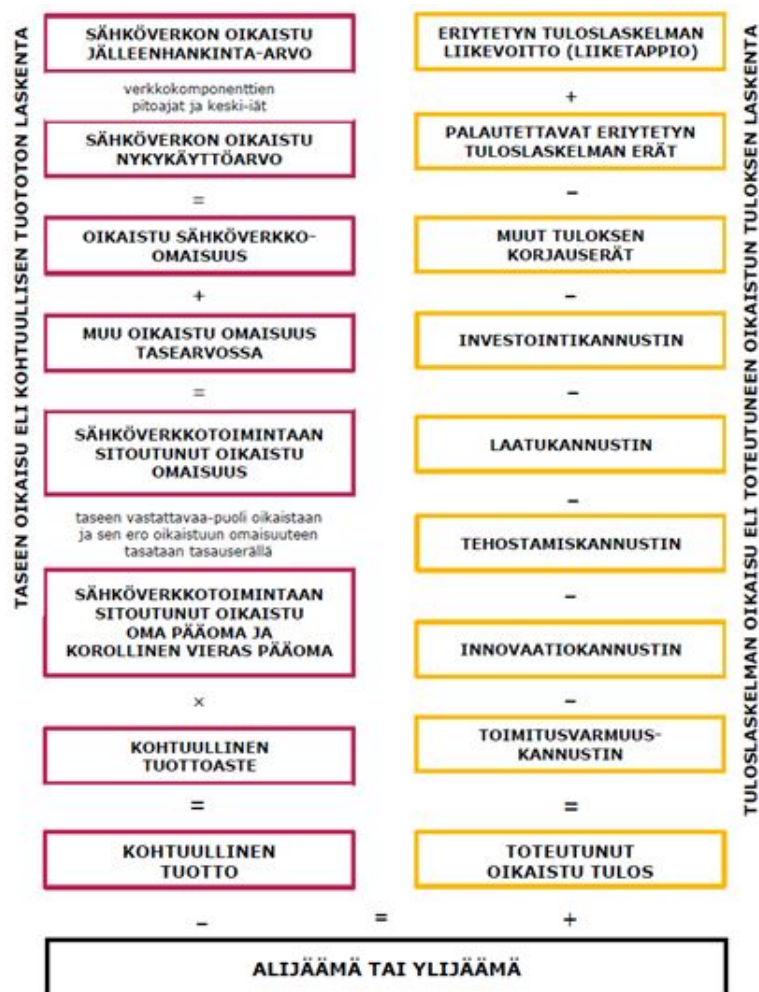 TASEEN OIKAISU ELI KOHTUULLISEN TUOTOTON LASKENTA
SÄHKÖVERKON OIKAISTU
JÄLLEENHANKINTA-ARVO
verkkokomponenttien
pitoajat ja keski-iät
SÄHKÖVERKON OIKAISTU
NYKYKÄYTTÖARVO
=
OIKAISTU SÄHKÖVERKKO-
OMAISUUS
+
MUU OIKAISTU OMAISUUS
TASEARVOSSA
=
SÄHKÖVERKKOTOIMINTAAN
SITOUTUNUT OIKAISTU
OMAISUUS
taseen vastattavaa-puoli oikaistaan
ja sen ero oikaistuun omaisuuteen
tasataan tasauserällä
SÄHKÖVERKKOTOIMINTAAN
SITOUTUNUT OIKAISTU
OMA PÄÄOMA JA
KOROLLINEN VIERAS PÄÄOMA
×
KOHTUULLINEN
TUOTTOASTE
=
KOHTUULLINEN
TUOTTO
ERIYTETYN TULOSLASKELMAN
LIIKEVOITTO (LIIKETAPPIO)
+
PALAUTETTAVAT ERIYTETYN
TULOSLASKELMAN ERÄT
–
MUUT TULOKSEN
KORJAUSERÄT
–
INVESTOINTIKANNUSTIN
–
LAATUKANNUSTIN
–
TEHOSTAMISKANNUSTIN
–
INNOVAATIOKANNUSTIN
–
TOIMITUSVARMUUS-
KANNUSTIN
=
TOTEUTUNUT
OIKAISTU TULOS
TULOSLASKELMAN OIKAISU ELI TOTEUTUNEEN OIKAISTUN TULOKSEN LASKENTA
– = +
ALIJÄÄMÄ TAI YLIJÄÄMÄ